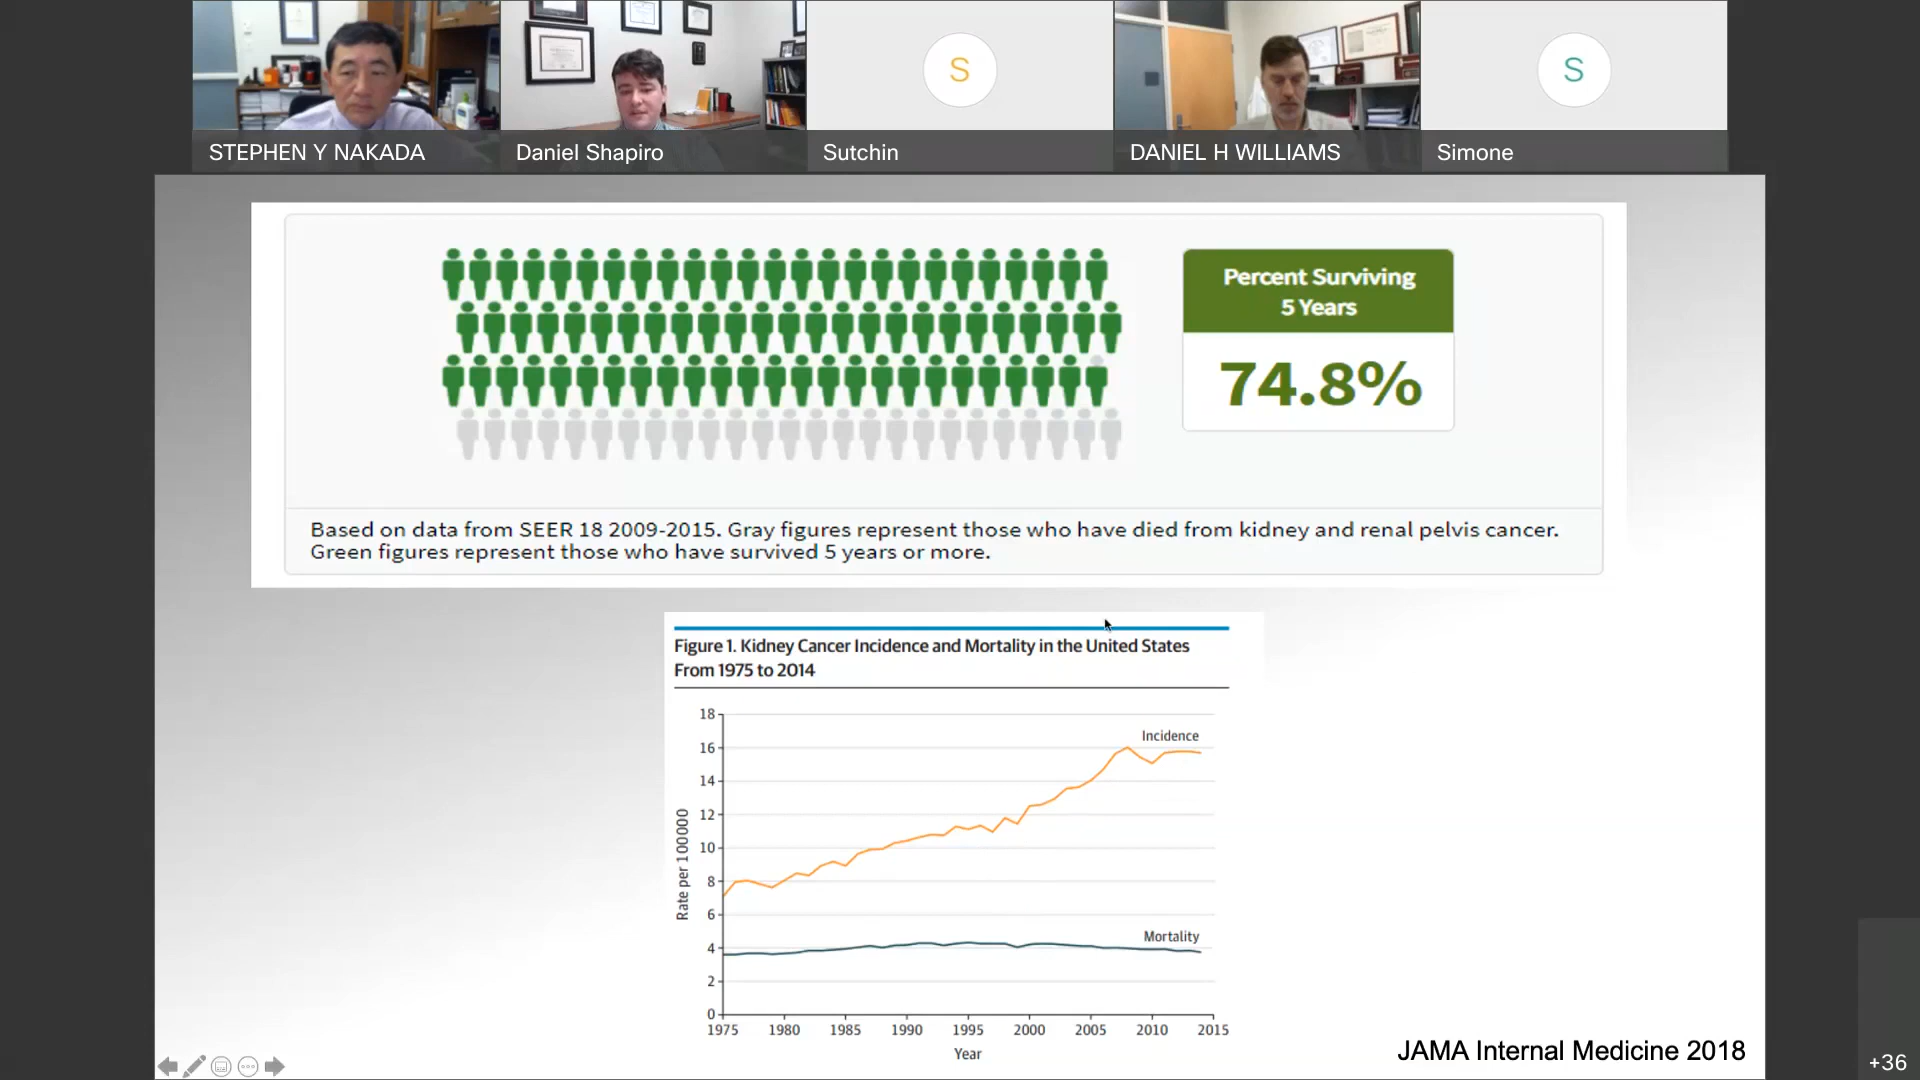 S
S
STEPHEN Y NAKADA
Daniel Shapiro
Sutchin
DANIEL H WILLIAMS
Simone
Percent Surviving
5 Years
74.8%
Based on data from SEER 18 2009-2015. Gray figures represent those who have died from kidney and renal pelvis cancer.
Green figures represent those who have survived 5 years or more.
Figure 1. Kidney Cancer Incidence and Mortality in the United States
From 1975 to 2014
18
16
14
12
10
8
6
4
2
0
Rate per 100000
Incidence
Mortality
1975 1980 1985 1990 1995 2000 2005 2010 2015
Year
JAMA Internal Medicine 2018
+36